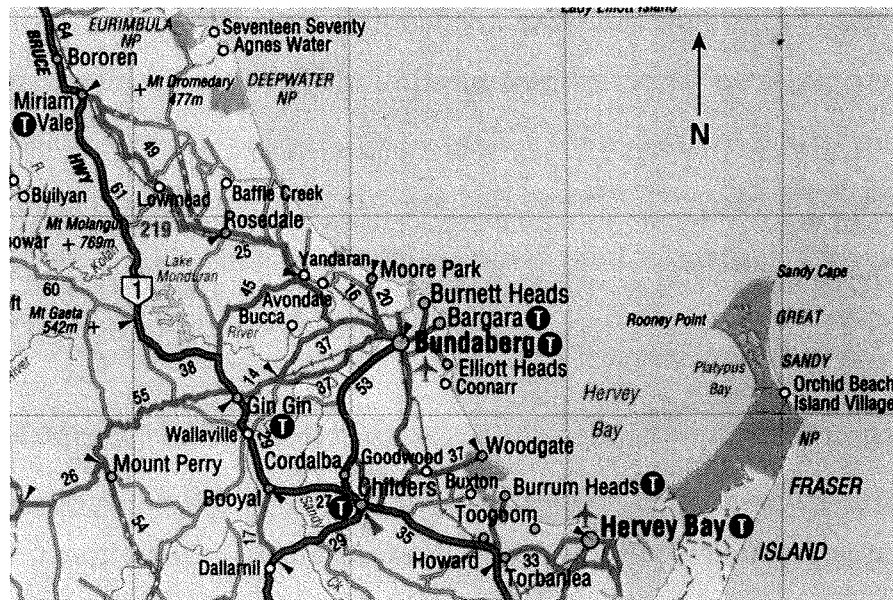 64
EURIMBULA
NP
Seventeen Seventy
Agnes Water
BRUCE
Bororen
Mt Dromedary
477m
DEEPWATER
NP
N
Miriam
T Vale
HWY
49
61
Builyan
Lowmead
Baffle Creek
Mt Molangul
769m
219
Rosedale
25
Lake
Monduran
Kolan
60
1
45
Yandaran
Moore Park
Avondale
16
20
Bucca
River
Burnett Heads
Bargara T
Bundaberg T
Mt Gaeta
542m
37
38
14
37
53
Elliott Heads
Coonarr
Sandy Cape
Rooney Point
GREAT
Platypus
Bay
SANDY
Orchid Beach
Island Village
NP
Hervey
Bay
55
Gin Gin
T
Wallaville
Cordalba
Goodwood
37
Woodgate
26
Mount Perry
Booyal
27
Childers
T
Buxton
Burrum Heads T
FRASER
ISLAND
54
17
29
35
Toogoom
Hervey Bay T
Howard
33
Torbanlea
Dallarnil